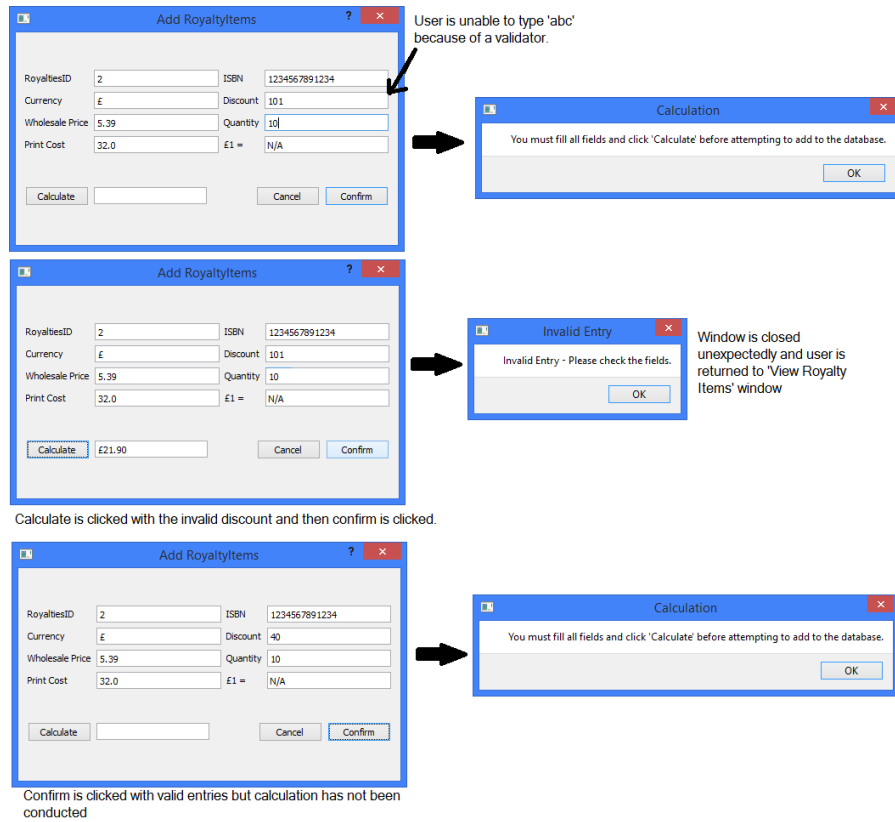 Add RoyaltyItems
?
×
User is unable to type 'abc'
because of a validator.
RoyaltiesID 2 ISBN 1234567891234
Currency £ Discount 101
Wholesale Price 5.39 Quantity 10
Print Cost 32.0 £1 = N/A
Calculate Cancel Confirm
Calculation
×
You must fill all fields and click 'Calculate' before attempting to add to the database.
OK
Add RoyaltyItems
?
×
RoyaltiesID 2 ISBN 1234567891234
Currency £ Discount 101
Wholesale Price 5.39 Quantity 10
Print Cost 32.0 £1 = N/A
Calculate £21.90 Cancel Confirm
Invalid Entry
×
Invalid Entry - Please check the fields.
OK
Window is closed
unexpectedly and user is
returned to 'View Royalty
Items' window
Calculate is clicked with the invalid discount and then confirm is clicked.
Add RoyaltyItems
?
×
RoyaltiesID 2 ISBN 1234567891234
Currency £ Discount 40
Wholesale Price 5.39 Quantity 10
Print Cost 32.0 £1 = N/A
Calculate Cancel Confirm
Calculation
×
You must fill all fields and click 'Calculate' before attempting to add to the database.
OK
Confirm is clicked with valid entries but calculation has not been
conducted